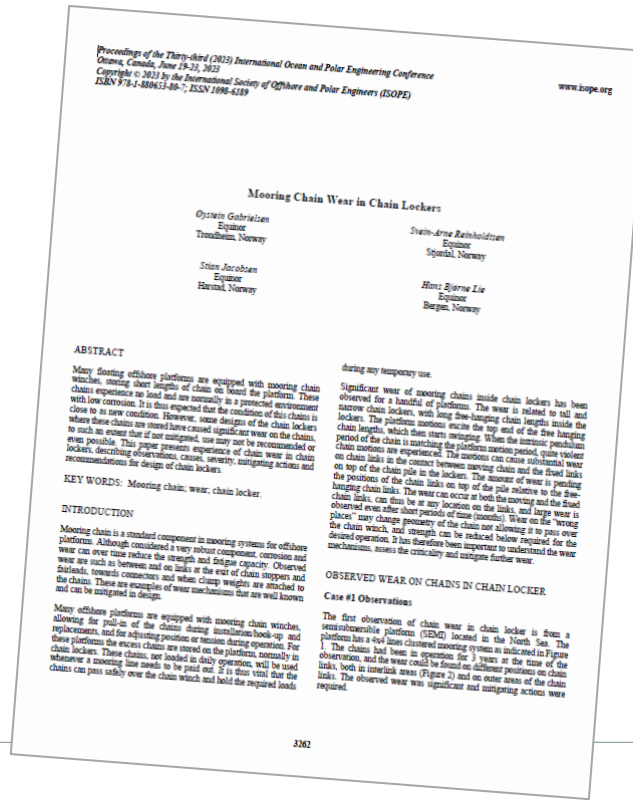 Proceedings of the Thirty-third (2023) International Ocean and Polar Engineering Conference
Ottawa, Canada, June 19-23, 2023
Copyright © 2023 by the International Society of Offshore and Polar Engineers (ISOPE)
ISBN 978-1-880653-80-7; ISSN 1098-6189
www.isope.org
Mooring Chain Wear in Chain Lockers
Oystein Gabrielsen
Equinor
Trondheim, Norway
Svein-Arne Reinholdtsen
Equinor
Stjordal, Norway
Stian Jacobsen
Equinor
Harstad, Norway
Hans Bjorne Lie
Equinor
Bergen, Norway
ABSTRACT
Many floating offshore platforms are equipped with mooring chain
winches, storing short lengths of chain on board the platform. These
chains experience no load and are normally in a protected environment
with low corrosion. It is thus expected that the condition of this chains is
close to as new condition. However, some designs of the chain lockers
where these chains are stored have caused significant wear on the chains,
to such an extent that if not mitigated, use may not be recommended or
even possible. This paper presents experience of chain wear in chain
lockers, describing observations, causes, severity, mitigating actions and
recommendations for design of chain lockers.
KEY WORDS: Mooring chain; wear; chain locker.
INTRODUCTION
Mooring chain is a standard component in mooring systems for offshore
platforms. Although considered a very robust component, corrosion and
wear can over time reduce the strength and fatigue capacity. Observed
wear are such as between and on links at the exit of chain stoppers and
fairleads, towards connectors and when clump weights are attached to
the chains. These are examples of wear mechanisms that are well known
and can be mitigated in design.
Many offshore platforms are equipped with mooring chain winches,
allowing for pull-in of the chains during installation/hook-up and
replacements, and for adjusting position or tension during operation. For
these platforms the excess chains are stored on the platform, normally in
chain lockers. These chains, not loaded in daily operation, will be used
whenever a mooring line needs to be paid out. It is thus vital that the
chains can pass safely over the chain winch and hold the required loads
during any temporary use.
Significant wear of mooring chains inside chain lockers has been
observed for a handful of platforms. The wear is related to tall and
narrow chain lockers, with long free-hanging chain lengths inside the
lockers. The platform motions excite the top end of the free hanging
chain lengths, which then starts swinging. When the intrinsic pendulum
period of the chain is matching the platform motion period, quite violent
chain motions are experienced. The motions can cause substantial wear
on chain links in the contact between moving chain and the fixed links
on top of the chain pile in the lockers. The amount of wear is pending
the positions of the chain links on top of the pile relative to the free-
hanging chain links. The wear can occur at both the moving and the fixed
chain links, can thus be at any location on the links, and large wear is
observed even after short periods of time (months). Wear on the "wrong
places" may change geometry of the chain not allowing it to pass over
the chain winch, and strength can be reduced below required for the
desired operation. It has therefore been important to understand the wear
mechanisms, assess the criticality and mitigate further wear.
OBSERVED WEAR ON CHAINS IN CHAIN LOCKER
Case #1 Observations
The first observation of chain wear in chain locker is from a
semisubmersible platform (SEMI) located in the North Sea. The
platform has a 4x4 lines clustered mooring system as indicated in Figure
1. The chains had been in operation for 3 years at the time of the
observation, and the wear could be found on different positions on chain
links, both in interlink areas (Figure 2) and on outer areas of the chain
links. The observed wear was significant and mitigating actions were
required.
3262